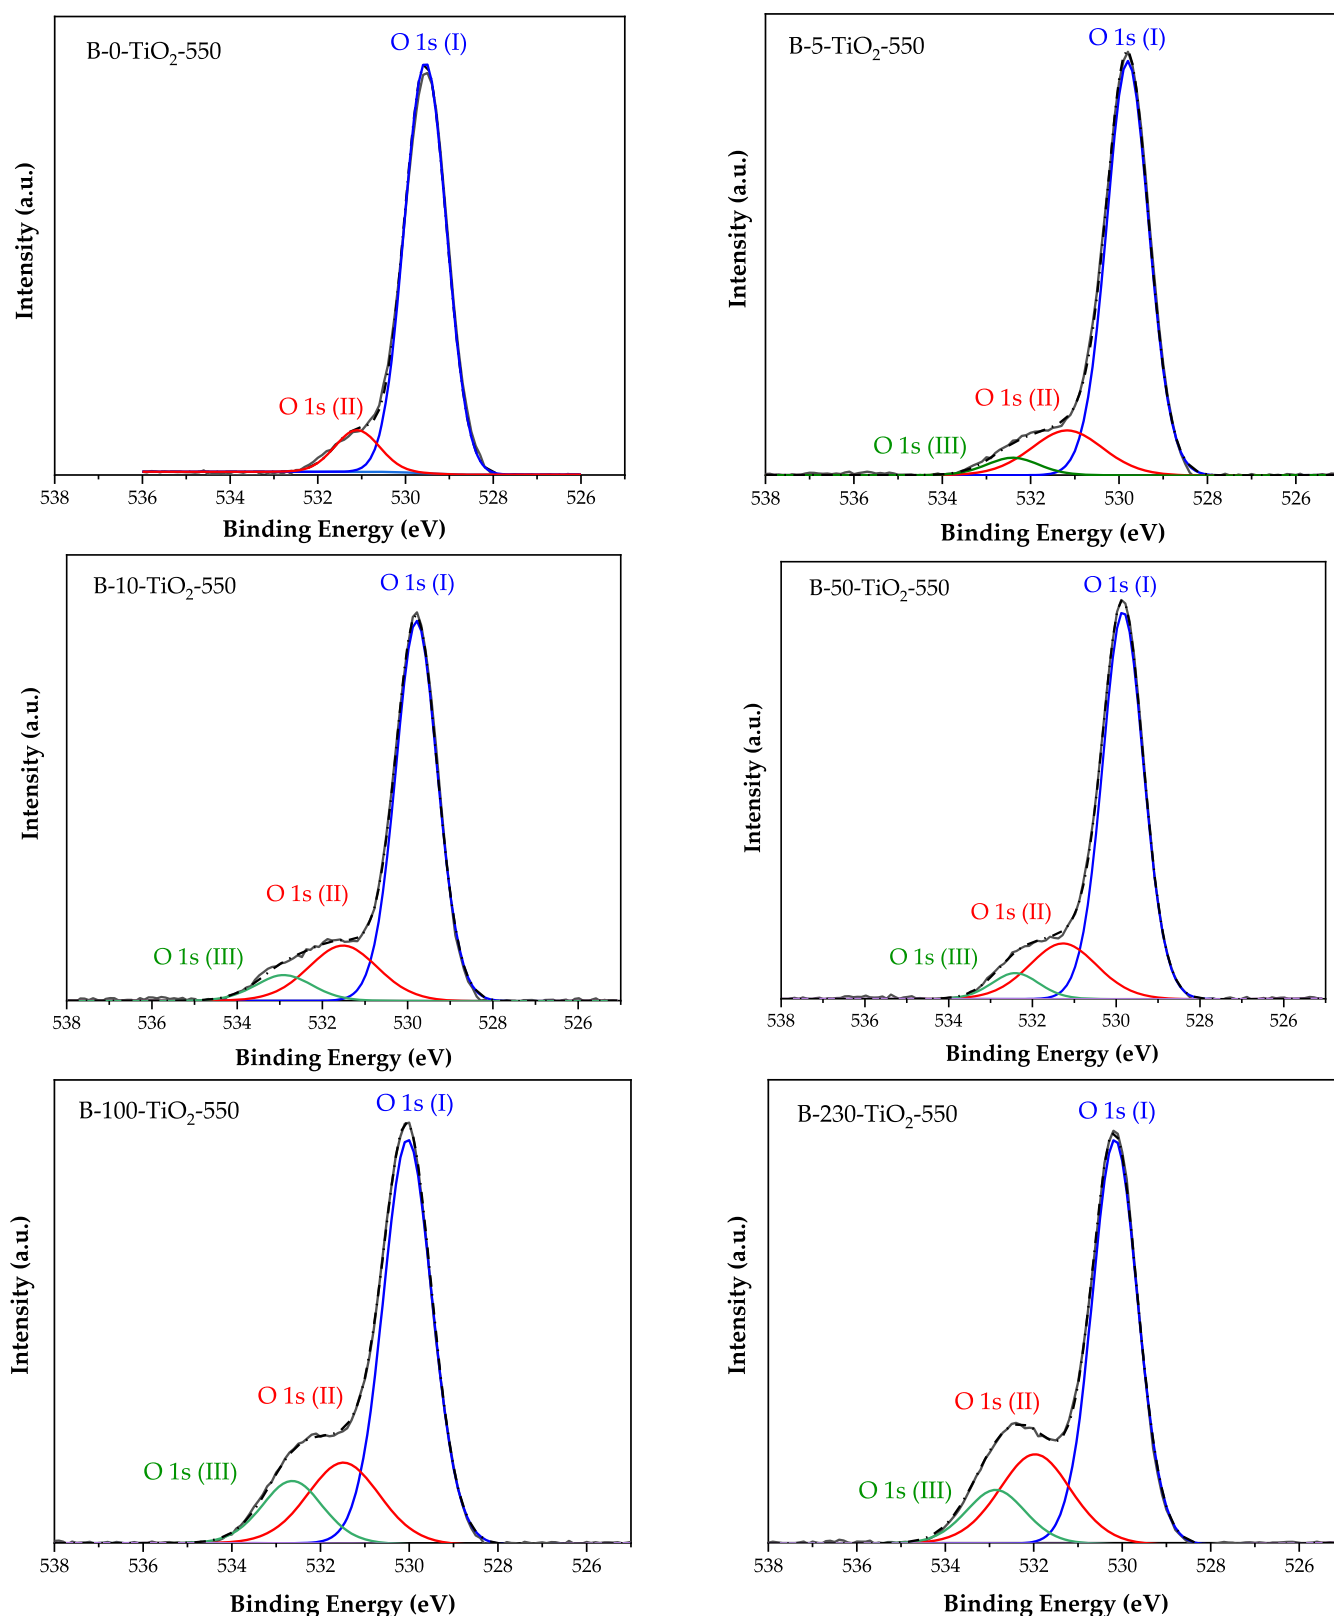 B-0-TiO₂-550
O 1s (I)
O 1s (II)
Intensity (a.u.)
538 536 534 532 530 528 526
Binding Energy (eV)
B-5-TiO₂-550
O 1s (I)
O 1s (II)
O 1s (III)
Intensity (a.u.)
538 536 534 532 530 528 526
Binding Energy (eV)
B-10-TiO₂-550
O 1s (I)
O 1s (II)
O 1s (III)
Intensity (a.u.)
538 536 534 532 530 528 526
Binding Energy (eV)
B-50-TiO₂-550
O 1s (I)
O 1s (II)
O 1s (III)
Intensity (a.u.)
538 536 534 532 530 528 526
Binding Energy (eV)
B-100-TiO₂-550
O 1s (I)
O 1s (II)
O 1s (III)
Intensity (a.u.)
538 536 534 532 530 528 526
Binding Energy (eV)
B-230-TiO₂-550
O 1s (I)
O 1s (II)
O 1s (III)
Intensity (a.u.)
538 536 534 532 530 528 526
Binding Energy (eV)